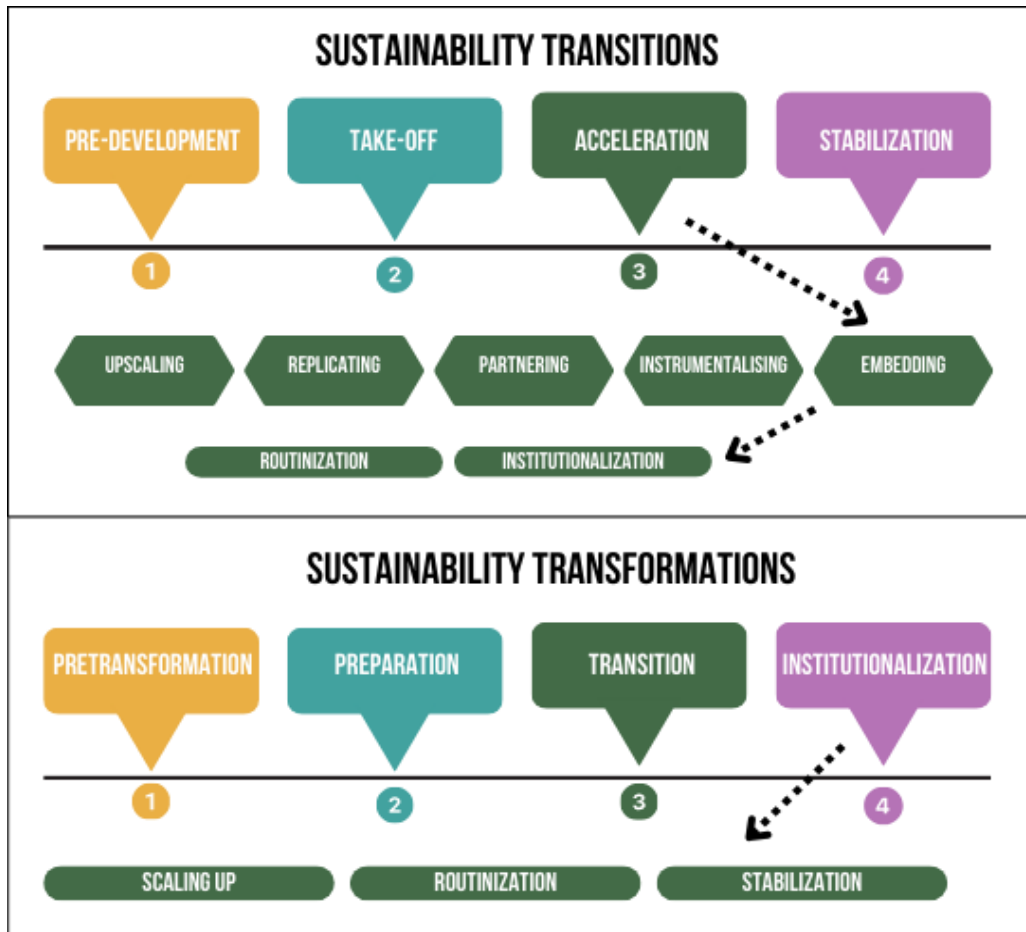 SUSTAINABILITY TRANSITIONS
PRE-DEVELOPMENT
TAKE-OFF
ACCELERATION
STABILIZATION
1
2
3
4
UPSCALING
REPLICATING
PARTNERING
INSTRUMENTALISING
EMBEDDING
ROUTINIZATION
INSTITUTIONALIZATION
SUSTAINABILITY TRANSFORMATIONS
PRETRANSFORMATION
PREPARATION
TRANSITION
INSTITUTIONALIZATION
1
2
3
4
SCALING UP
ROUTINIZATION
STABILIZATION